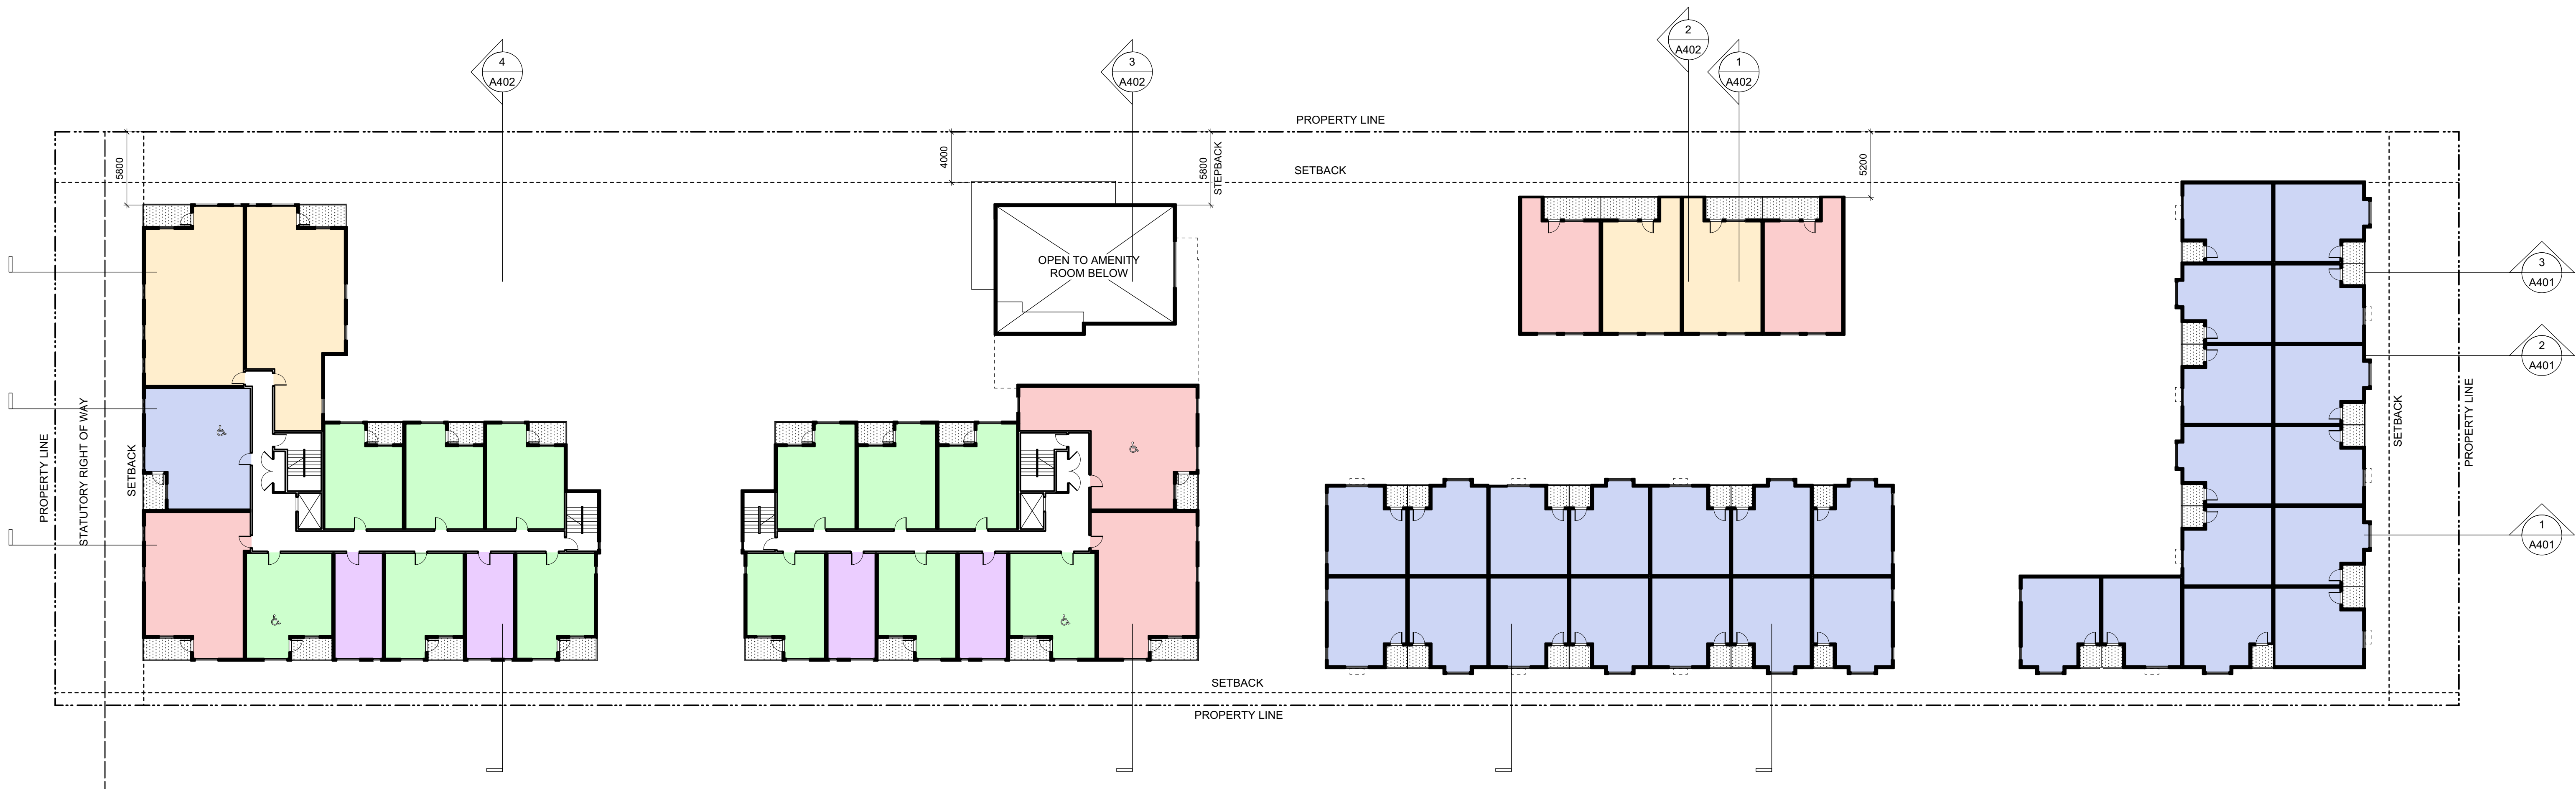 2
A402
4
A402
3
A402
1
A402
PROPERTY LINE
5800
4000
5800
STEPBACK
5200
SETBACK
SETBACK
OPEN TO AMENITY
ROOM BELOW
3
A401
2
A401
1
A401
PROPERTY LINE
STATUTORY RIGHT OF WAY
SETBACK
SETBACK
PROPERTY LINE
SETBACK
PROPERTY LINE